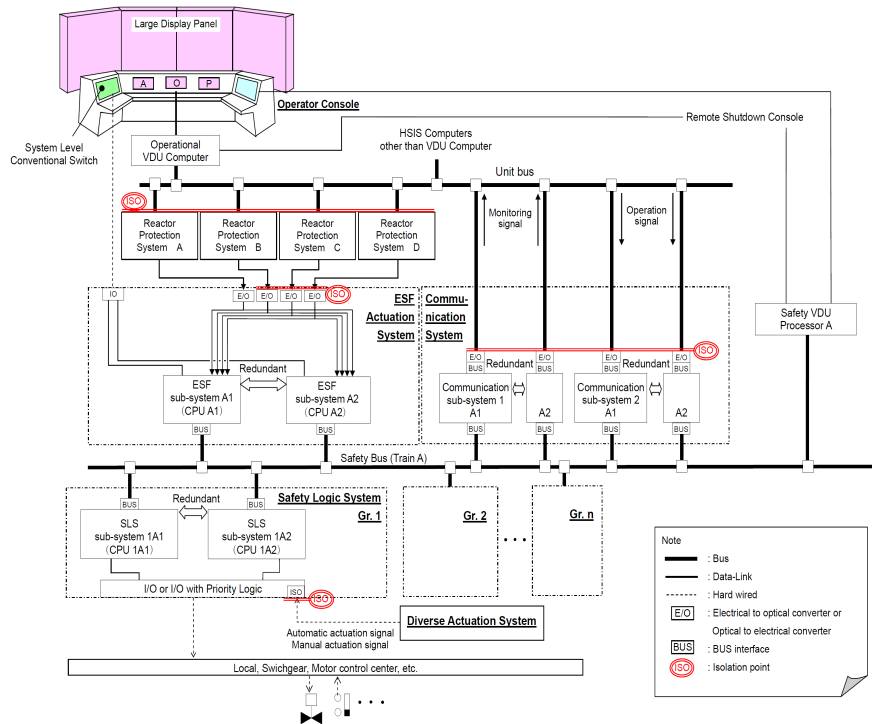 Large Display Panel
A
O
P
Operator Console
System Level
Conventional Switch
Operational
VDU Computer
HSIS Computers
other than VDU Computer
Remote Shutdown Console
Unit bus
ISO
Reactor
Protection
System A
Reactor
Protection
System B
Reactor
Protection
System C
Reactor
Protection
System D
Monitoring
signal
Operation
signal
IO
E/O
E/O
E/O
E/O
ISO
ESF
Actuation
System
Commu-
nication
System
Safety VDU
Processor A
ISO
E/O
BUS
Redundant
E/O
BUS
E/O
BUS
Redundant
E/O
BUS
ESF
sub-system A1
(CPU A1)
Redundant
ESF
sub-system A2
(CPU A2)
Communication
sub-system 1
A1
A2
Communication
sub-system 2
A1
A2
BUS
BUS
BUS
BUS
BUS
BUS
Safety Bus (Train A)
BUS
Redundant
BUS
Safety Logic System
Gr. 1
SLS
sub-system 1A1
(CPU 1A1)
SLS
sub-system 1A2
(CPU 1A2)
Gr. 2
• • •
Gr. n
I/O or I/O with Priority Logic
ISO
ISO
Automatic actuation signal
Manual actuation signal
Diverse Actuation System
Local, Swichgear, Motor control center, etc.
• • •
Note
: Bus
: Data-Link
: Hard wired
E/O : Electrical to optical converter or
Optical to electrical converter
BUS : BUS interface
ISO : Isolation point